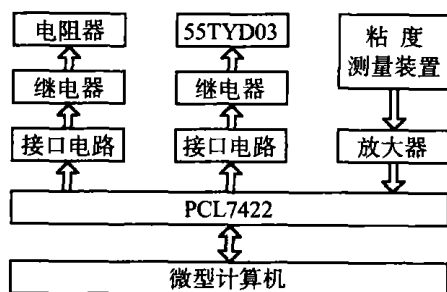 电阻器
55TYD03
粘 度
测量装置
继电器
继电器
接口电路
接口电路
放大器
PCL7422
微型计算机